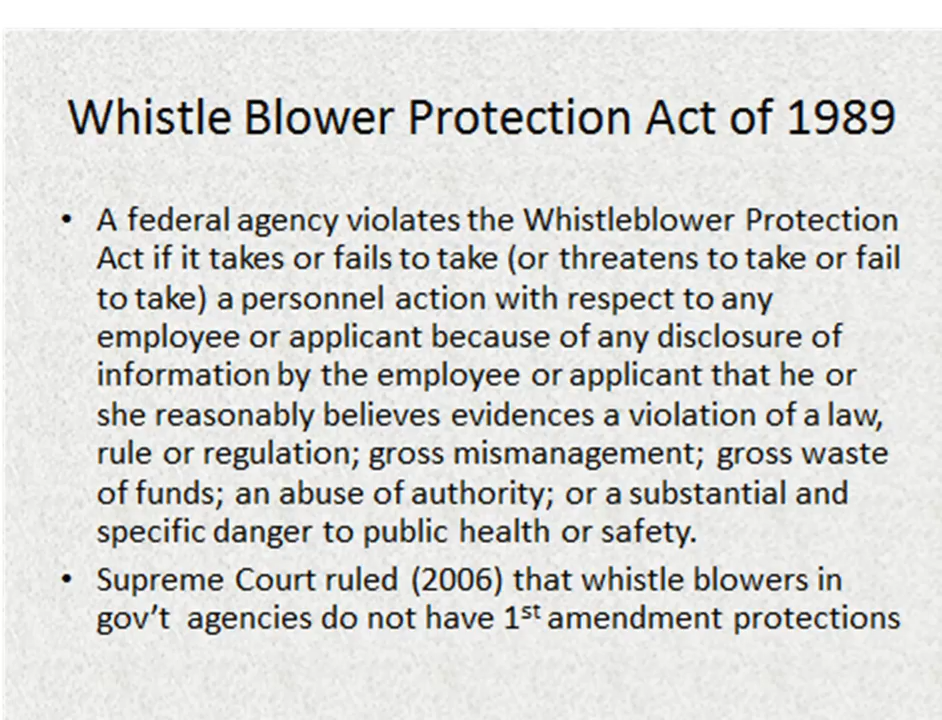 Whistle Blower Protection Act of 1989
• A federal agency violates the Whistleblower Protection
Act if it takes or fails to take (or threatens to take or fail
to take) a personnel action with respect to any
employee or applicant because of any disclosure of
information by the employee or applicant that he or
she reasonably believes evidences a violation of a law,
rule or regulation; gross mismanagement; gross waste
of funds; an abuse of authority; or a substantial and
specific danger to public health or safety.
• Supreme Court ruled (2006) that whistle blowers in
gov’t agencies do not have 1st amendment protections